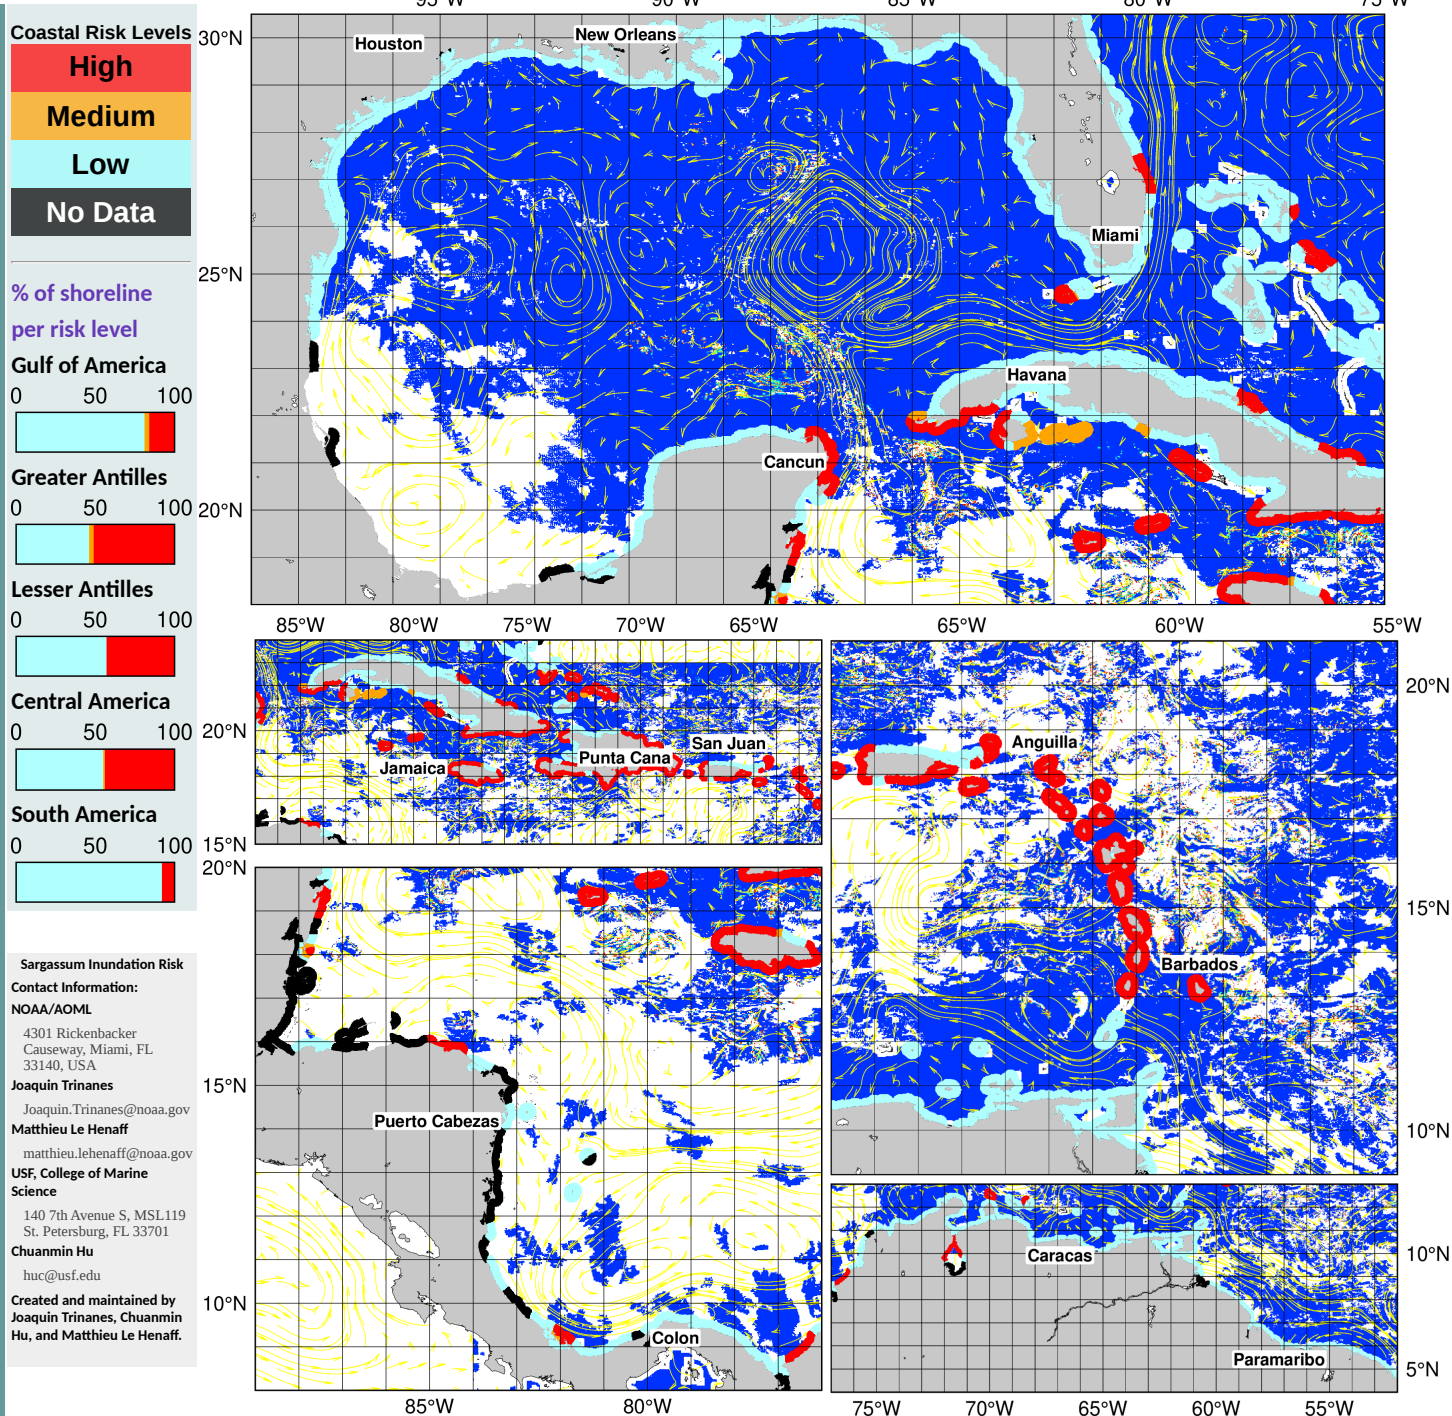 Coastal Risk Levels
High
Medium
Low
No Data
% of shoreline
per risk level
Gulf of America
0 50 100
Greater Antilles
0 50 100
Lesser Antilles
0 50 100
Central America
0 50 100
South America
0 50 100
Sargassum Inundation Risk
Contact Information:
NOAA/AOML
4301 Rickenbacker
Causeway, Miami, FL
33140, USA
Joaquin Trinanes
Joaquin.Trinanes@noaa.gov
Matthieu Le Henaff
matthieu.lehenaff@noaa.gov
USF, College of Marine
Science
140 7th Avenue S, MSL119
St. Petersburg, FL 33701
Chuanmin Hu
huc@usf.edu
Created and maintained by
Joaquin Trinanes, Chuanmin
Hu, and Matthieu Le Henaff.
95°W 90°W 85°W 80°W 75°W
30°N
25°N
20°N
Houston
New Orleans
Miami
Havana
Cancun
85°W 80°W 75°W 70°W 65°W
20°N
15°N
Jamaica
Punta Cana
San Juan
65°W 60°W 55°W
20°N
15°N
10°N
Anguilla
Barbados
20°N
15°N
10°N
Puerto Cabezas
Colon
85°W 80°W
Caracas
Paramaribo
10°N
5°N
75°W 70°W 65°W 60°W 55°W